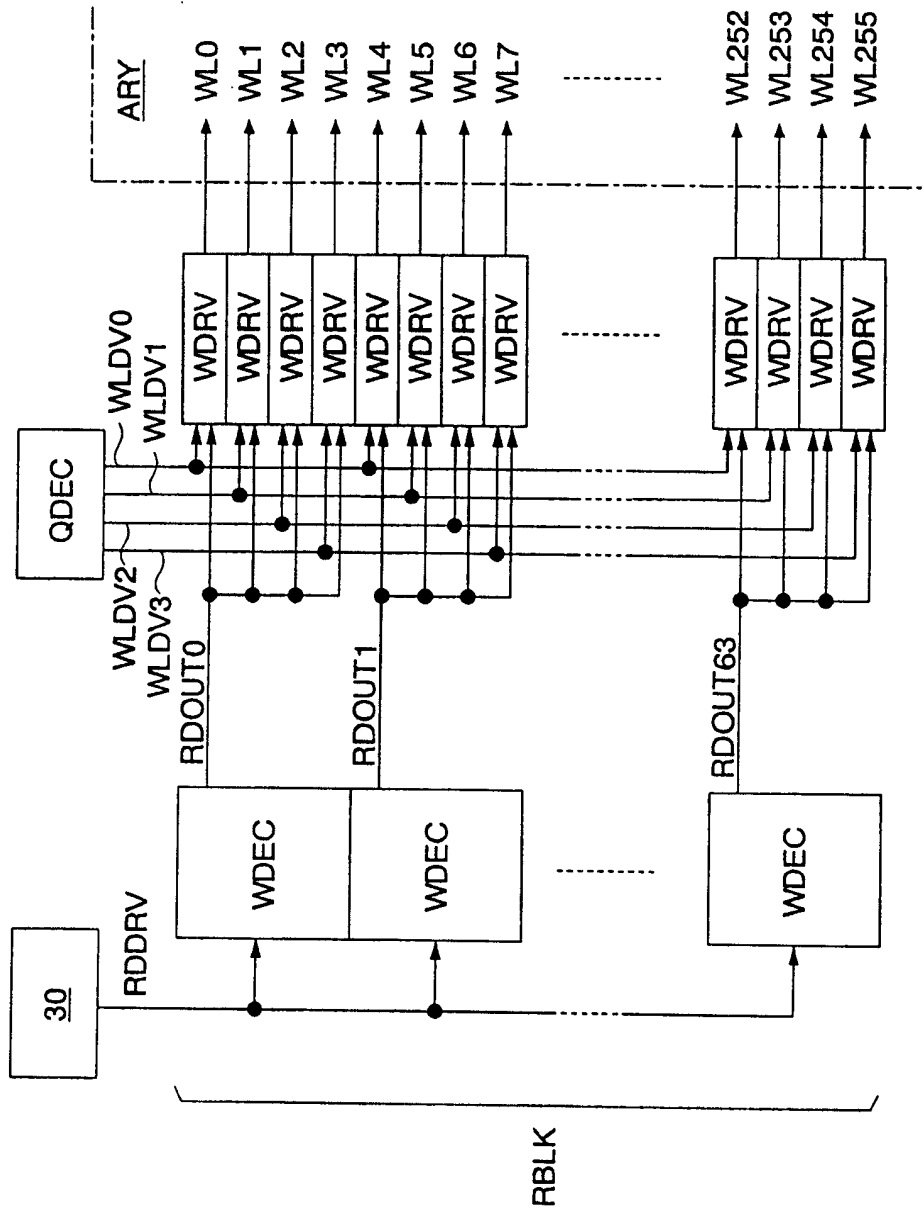 ARY
WL0
WL1
WL2
WL3
WL4
WL5
WL6
WL7
WL252
WL253
WL254
WL255
WDRV
WDRV
WDRV
WDRV
WDRV
WDRV
WDRV
WDRV
WDRV
WDRV
WDRV
WDRV
QDEC
WLDV0
WLDV1
WLDV2
WLDV3
RDOUT0
RDOUT1
RDOUT63
WDEC
WDEC
WDEC
30
RDDRV
RBLK